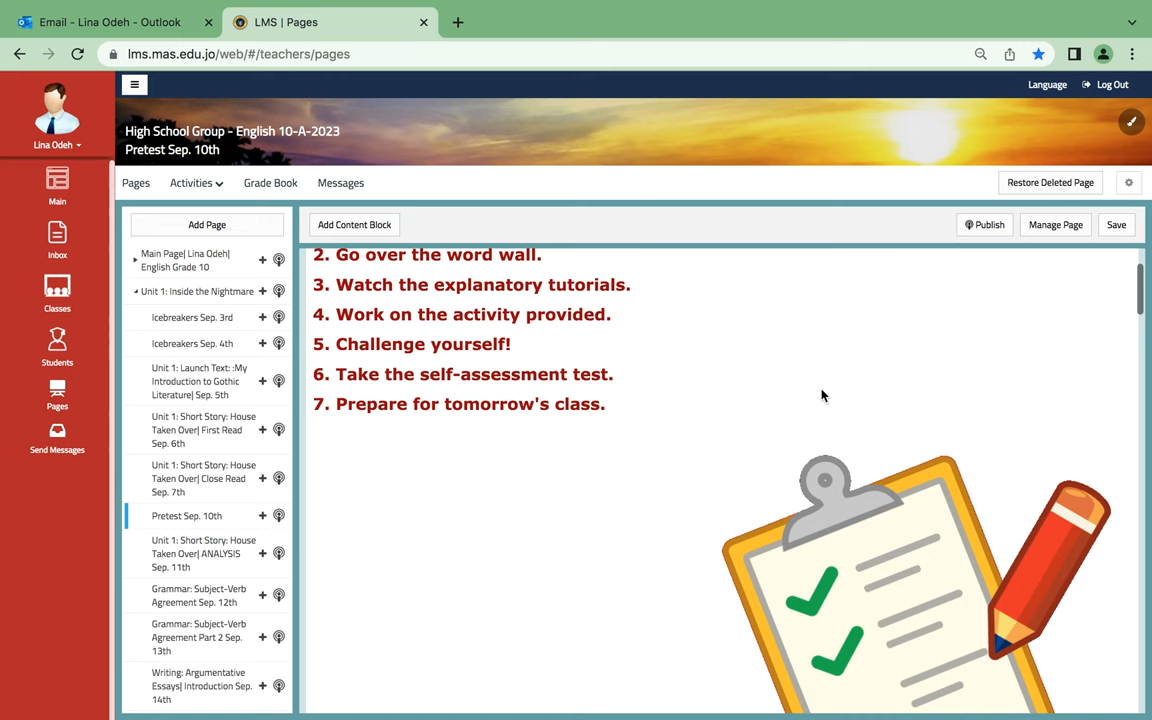 Email - Lina Odeh - Outlook
LMS | Pages
lms.mas.edu.jo/web/#/teachers/pages
Language
Log Out
Lina Odeh
High School Group - English 10-A-2023
Pretest Sep. 10th
Main
Inbox
Classes
Students
Pages
Send Messages
Pages
Activities
Grade Book
Messages
Restore Deleted Page
Add Page
Add Content Block
Publish
Manage Page
Save
Main Page| Lina Odeh|
English Grade 10
Unit 1: Inside the Nightmare
Icebreakers Sep. 3rd
Icebreakers Sep. 4th
Unit 1: Launch Text: :My
Introduction to Gothic
Literature| Sep. 5th
Unit 1: Short Story: House
Taken Over| First Read
Sep. 6th
Unit 1: Short Story: House
Taken Over| Close Read
Sep. 7th
Pretest Sep. 10th
Unit 1: Short Story: House
Taken Over| ANALYSIS
Sep. 11th
Grammar: Subject-Verb
Agreement Sep. 12th
Grammar: Subject-Verb
Agreement Part 2 Sep.
13th
Writing: Argumentative
Essays| Introduction Sep.
14th
2. Go over the word wall.
3. Watch the explanatory tutorials.
4. Work on the activity provided.
5. Challenge yourself!
6. Take the self-assessment test.
7. Prepare for tomorrow's class.